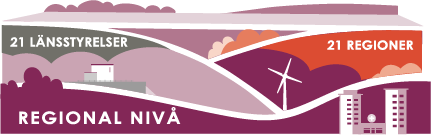 21 LÄNSSTYRELSER
21 REGIONER
REGIONAL NIVÅ